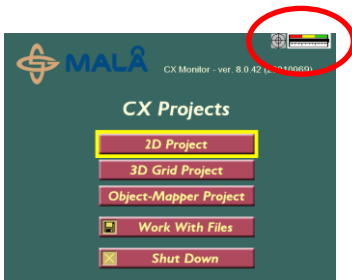 MALÅ
CX Monitor - ver. 8.0.42
CX Projects
2D Project
3D Grid Project
Object-Mapper Project
Work With Files
Shut Down